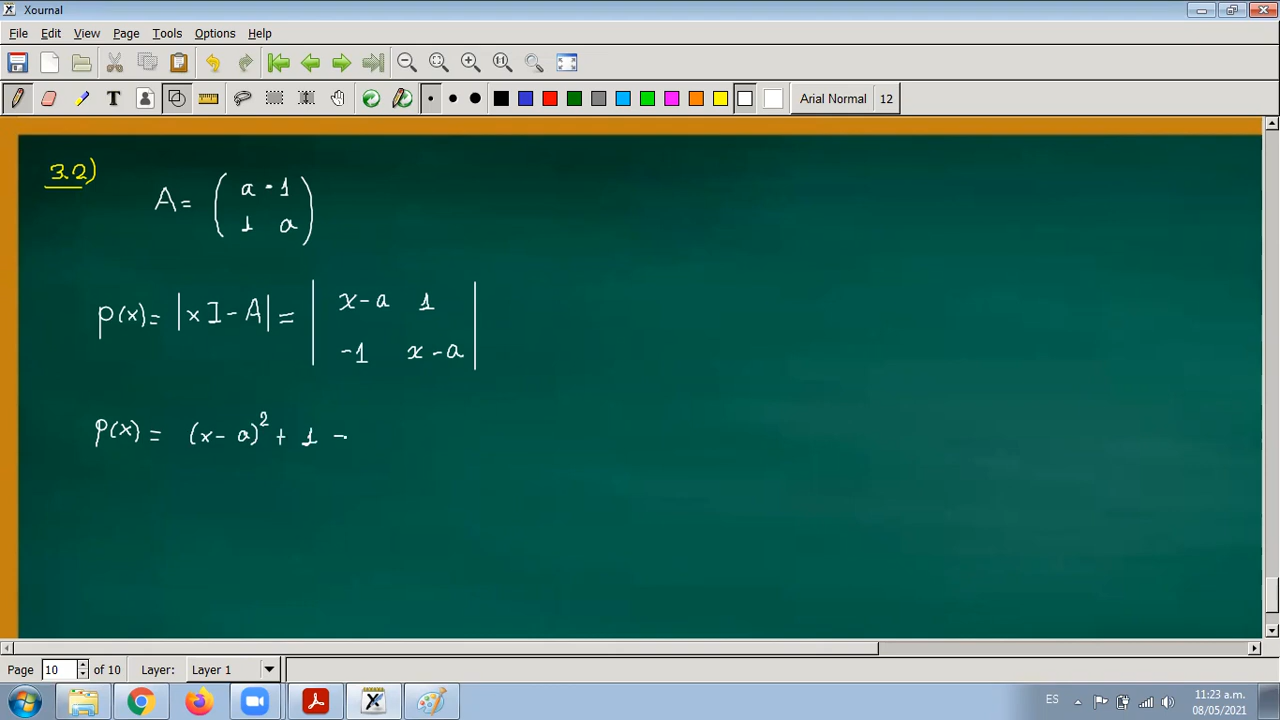 Xournal
File Edit View Page Tools Options Help
T Arial Normal 12
3.2)
A = ( a -1
1 a )
p(x) = |xI - A| = | x-a 1
-1 x-a |
p(x) = (x-a)² + 1 -
Page 10 of 10 Layer: Layer 1
ES 11:23 a.m.
08/05/2021